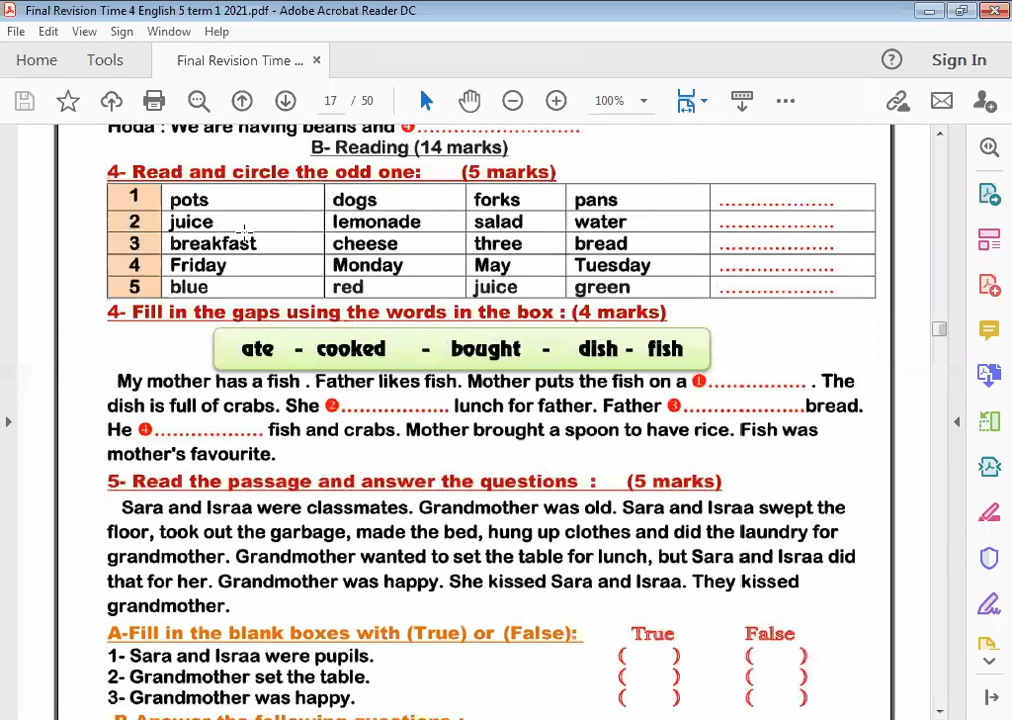 Final Revision Time 4 English 5 term 1 2021.pdf - Adobe Acrobat Reader DC
File Edit View Sign Window Help
Home Tools Final Revision Time ... × ? Sign In
17 / 50 100%
Hoda : We are having beans and 4..............................
B- Reading (14 marks)
4- Read and circle the odd one: (5 marks)
1 pots dogs forks pans .....................
2 juice lemonade salad water .....................
3 breakfast cheese three bread .....................
4 Friday Monday May Tuesday .....................
5 blue red juice green .....................
4- Fill in the gaps using the words in the box : (4 marks)
ate - cooked - bought - dish - fish
My mother has a fish . Father likes fish. Mother puts the fish on a 1.................. . The
dish is full of crabs. She 2.................... lunch for father. Father 3......................bread.
He 4.................... fish and crabs. Mother brought a spoon to have rice. Fish was
mother's favourite.
5- Read the passage and answer the questions : (5 marks)
Sara and Israa were classmates. Grandmother was old. Sara and Israa swept the
floor, took out the garbage, made the bed, hung up clothes and did the laundry for
grandmother. Grandmother wanted to set the table for lunch, but Sara and Israa did
that for her. Grandmother was happy. She kissed Sara and Israa. They kissed
grandmother.
A-Fill in the blank boxes with (True) or (False): True False
1- Sara and Israa were pupils. ( ) ( )
2- Grandmother set the table. ( ) ( )
3- Grandmother was happy. ( ) ( )
B-Answer the following questions :